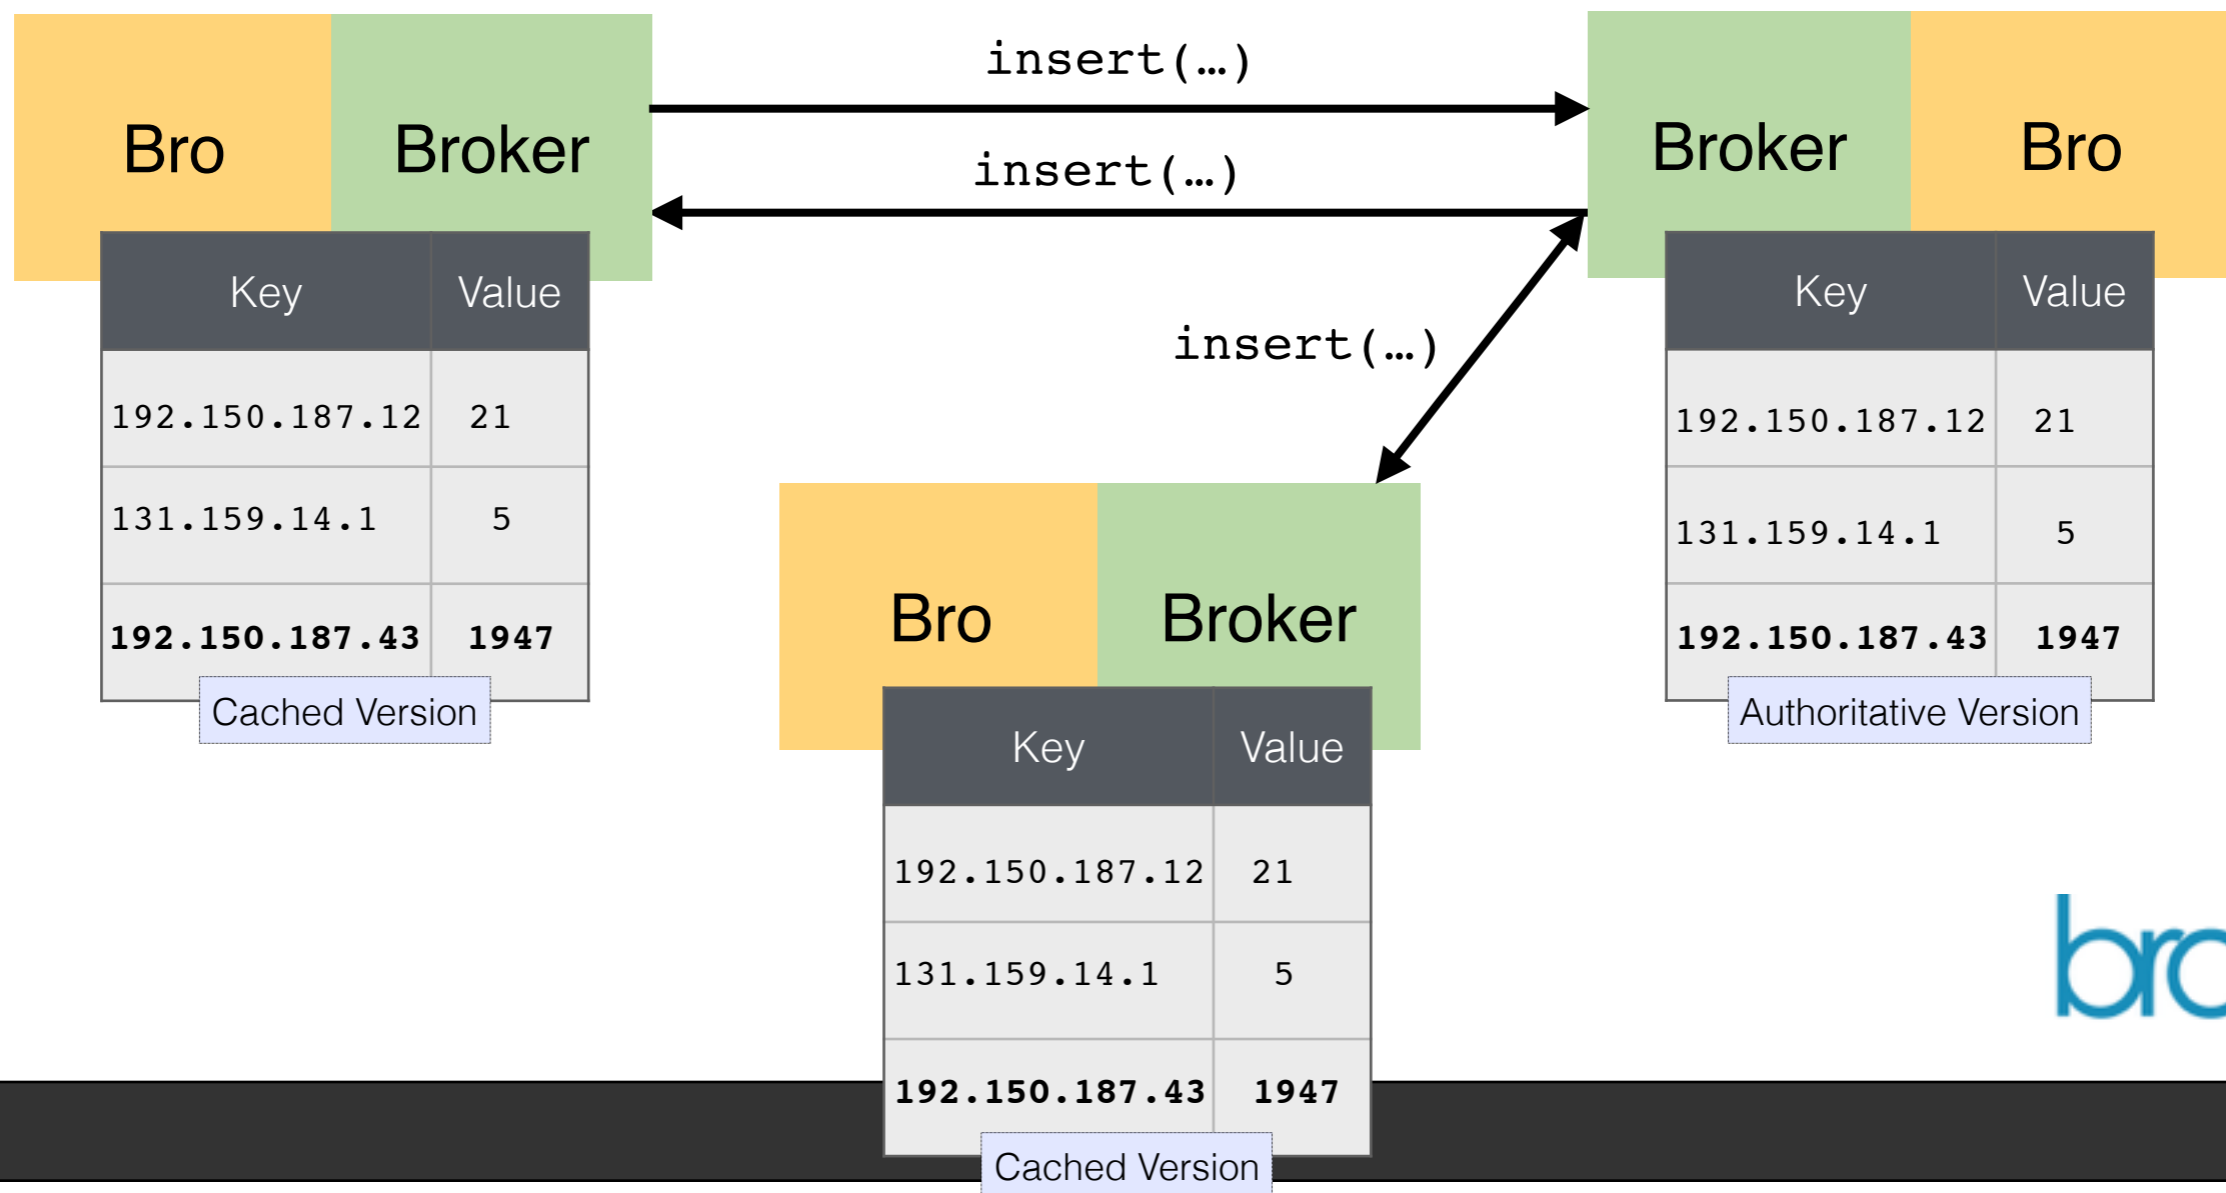 insert(…)
Bro Broker
Broker Bro
insert(…)
Key Value
192.150.187.12 21
131.159.14.1 5
192.150.187.43 1947
Cached Version
insert(…)
Key Value
192.150.187.12 21
131.159.14.1 5
192.150.187.43 1947
Authoritative Version
Bro Broker
Key Value
192.150.187.12 21
131.159.14.1 5
192.150.187.43 1947
Cached Version
bro